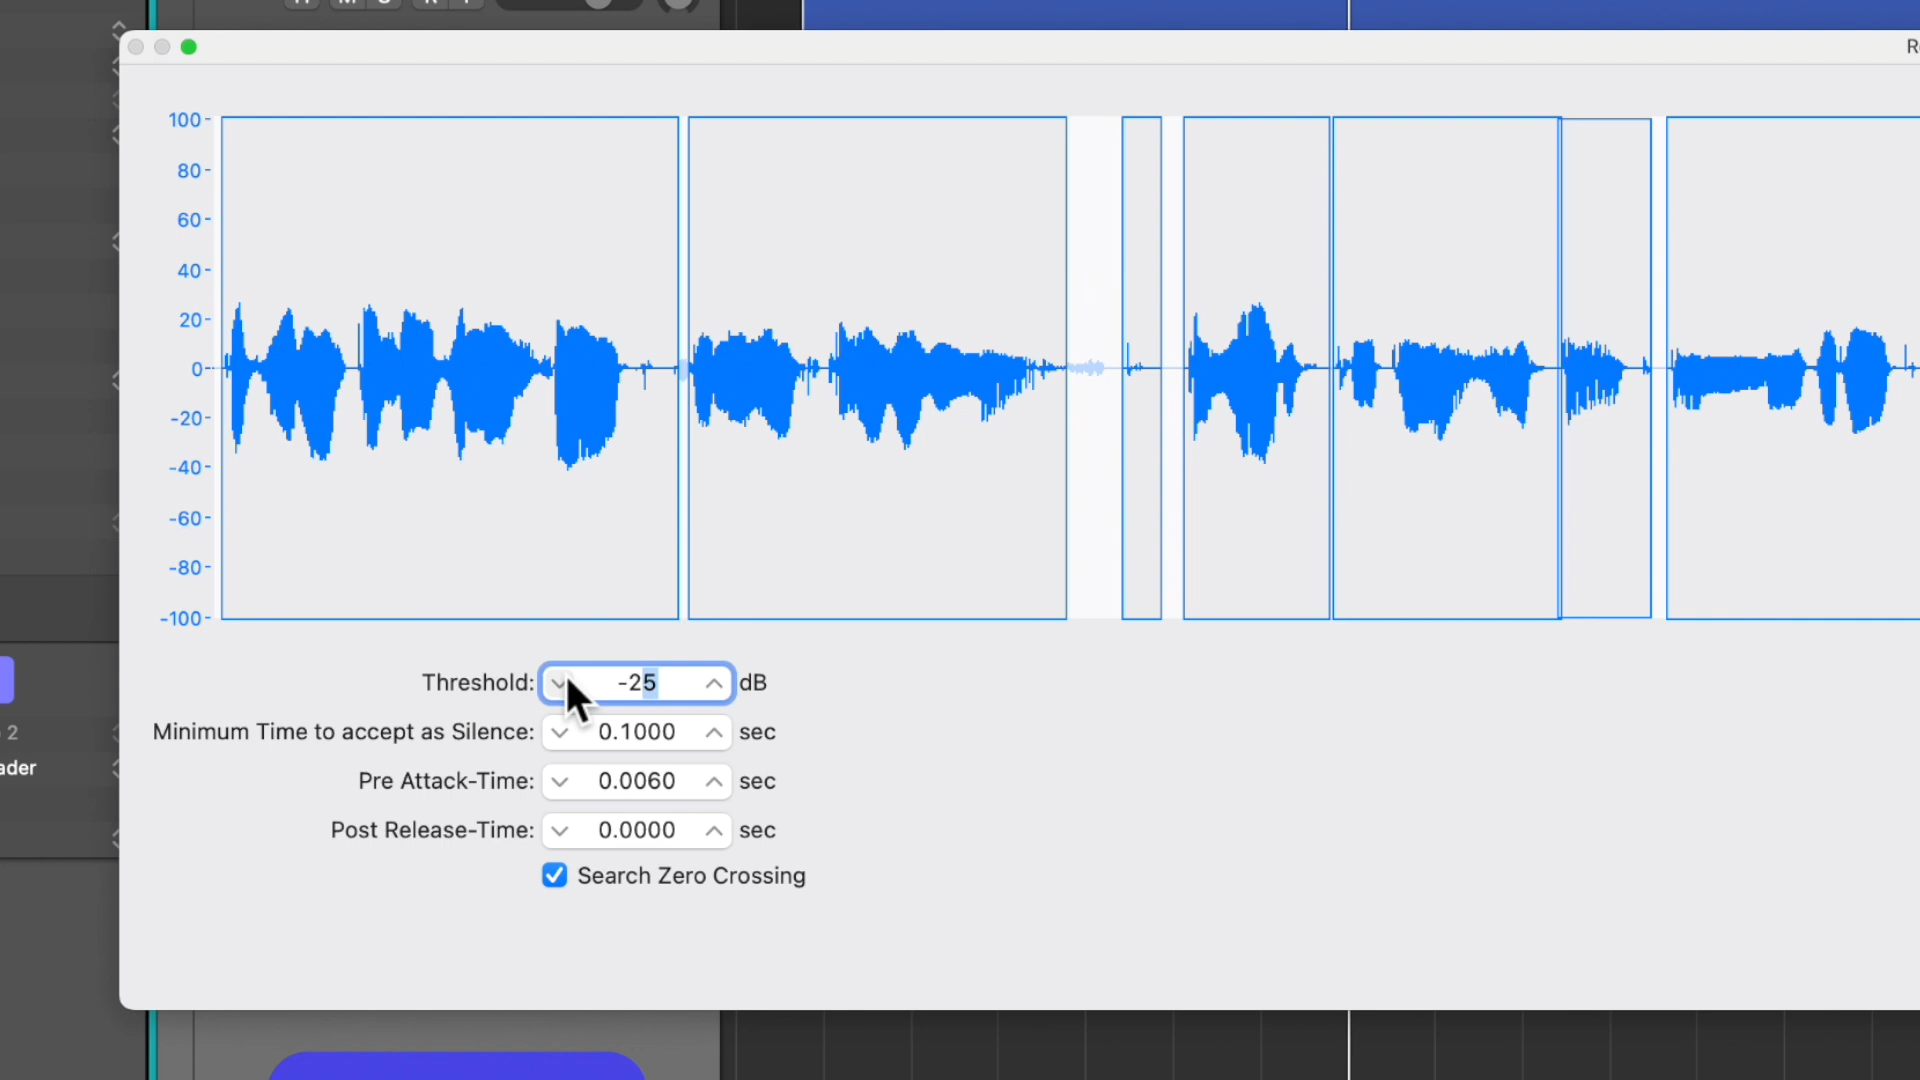 100
80
60
40
20
0
-20
-40
-60
-80
-100
Threshold: -25 dB
Minimum Time to accept as Silence: 0.1000 sec
Pre Attack-Time: 0.0060 sec
Post Release-Time: 0.0000 sec
Search Zero Crossing
2
ader